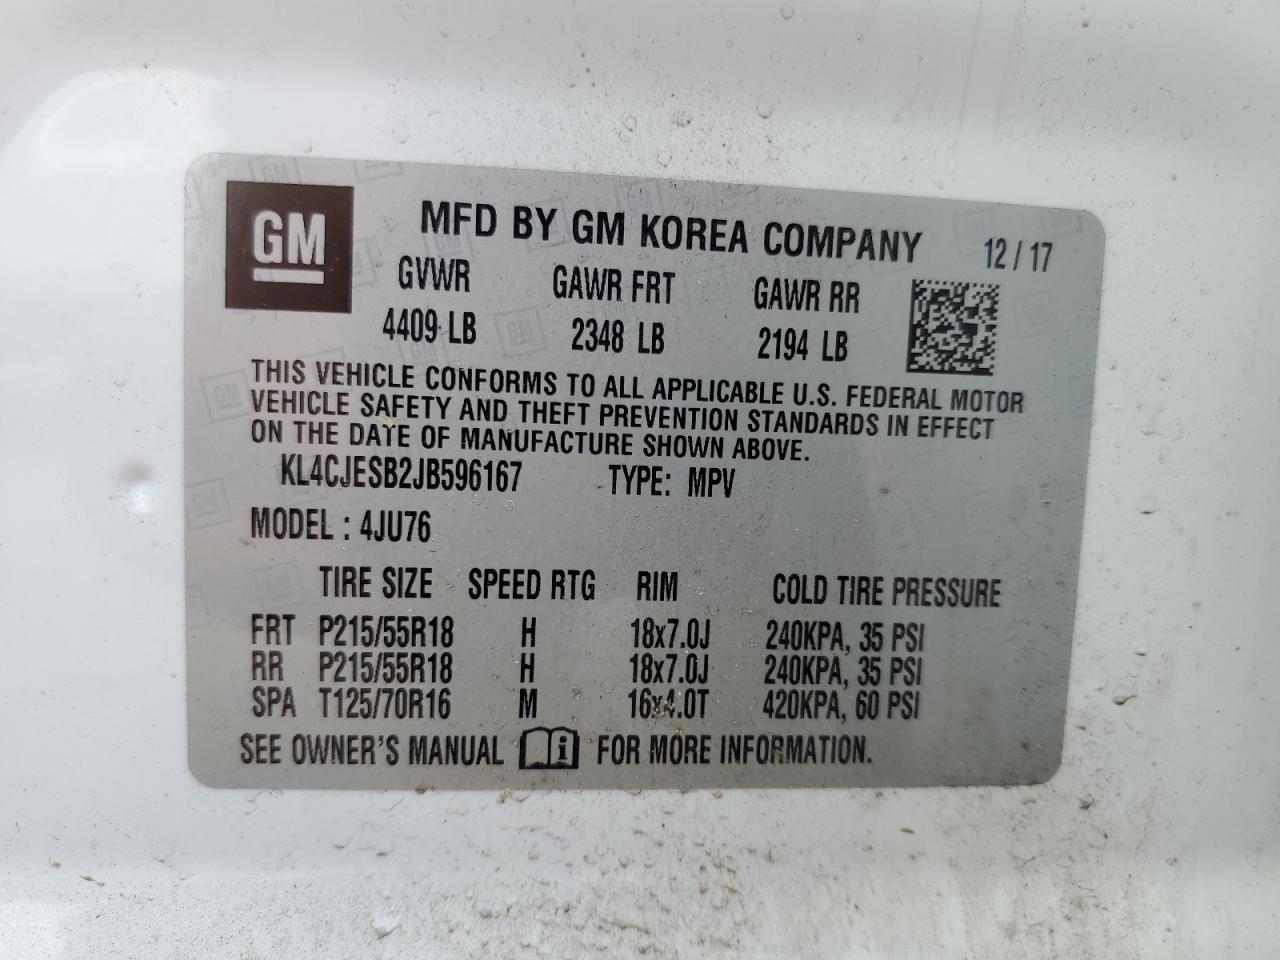 GM
MFD BY GM KOREA COMPANY 12/17
GVWR GAWR FRT GAWR RR
4409 LB 2348 LB 2194 LB
THIS VEHICLE CONFORMS TO ALL APPLICABLE U.S. FEDERAL MOTOR
VEHICLE SAFETY AND THEFT PREVENTION STANDARDS IN EFFECT
ON THE DATE OF MANUFACTURE SHOWN ABOVE.
KL4CJESB2JB596167 TYPE: MPV
MODEL : 4JU76
TIRE SIZE SPEED RTG RIM COLD TIRE PRESSURE
FRT P215/55R18 H 18x7.0J 240KPA, 35 PSI
RR P215/55R18 H 18x7.0J 240KPA, 35 PSI
SPA T125/70R16 M 16x4.0T 420KPA, 60 PSI
SEE OWNER'S MANUAL i FOR MORE INFORMATION.